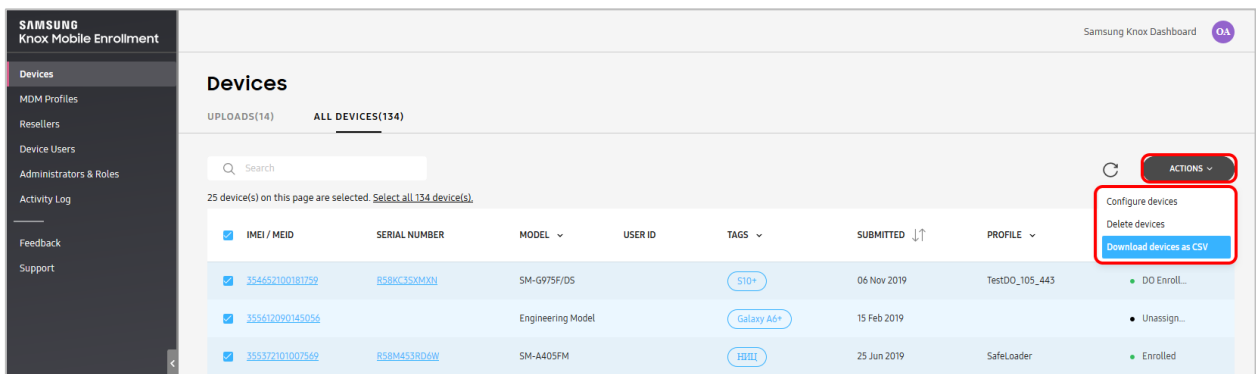 SAMSUNG
Knox Mobile Enrollment
Samsung Knox Dashboard OA
Devices
MDM Profiles
Resellers
Device Users
Administrators & Roles
Activity Log
Feedback
Support
Devices
UPLOADS(14) ALL DEVICES(134)
Search
ACTIONS
Configure devices
Delete devices
Download devices as CSV
25 device(s) on this page are selected. Select all 134 device(s).
IMEI / MEID SERIAL NUMBER MODEL USER ID TAGS SUBMITTED PROFILE
354652100181759 R58KC3SXMXN SM-G975F/DS S10+ 06 Nov 2019 TestDO_105_443 DO Enroll...
355612090145056 Engineering Model Galaxy A6+ 15 Feb 2019 Unassign...
355372101007569 R58M453RD6W SM-A405FM НИЦ 25 Jun 2019 SafeLoader Enrolled